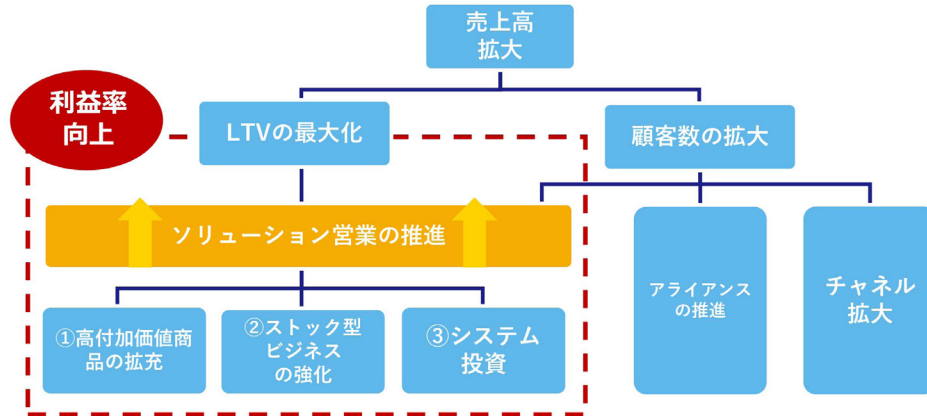 売上高
拡大
利益率
向上
LTVの最大化
顧客数の拡大
ソリューション営業の推進
①高付加価値商
品の拡充
②ストック型
ビジネス
の強化
③システム
投資
アライアンス
の推進
チャネル
拡大